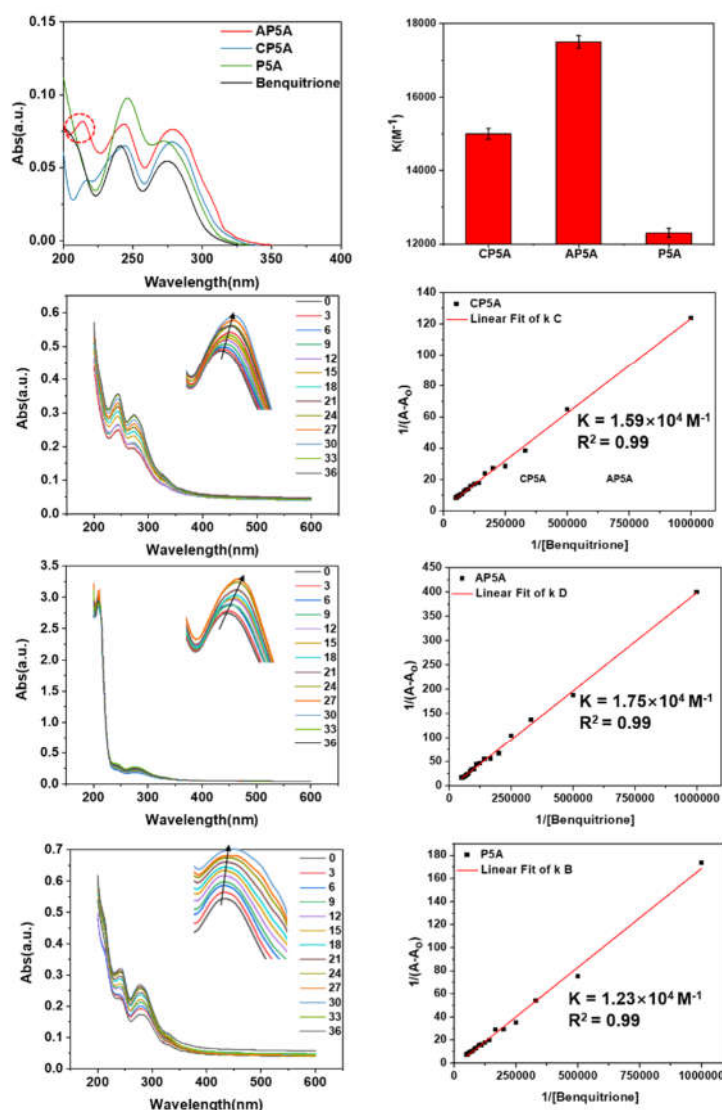 0.15
0.10
0.05
0.00
Abs(a.u.)
AP5A
CP5A
P5A
Benquitrione
200 250 300 350 400
Wavelength(nm)
18000
16000
14000
12000
K(M⁻¹)
CP5A AP5A P5A
0.6
0.5
0.4
0.3
0.2
0.1
0.0
Abs(a.u.)
0
3
6
9
12
15
18
21
24
27
30
33
36
200 300 400 500 600
Wavelength(nm)
140
120
100
80
60
40
20
0
1/(A-A₀)
CP5A
Linear Fit of k C
K = 1.59×10⁴ M⁻¹
R² = 0.99
CP5A AP5A
0 250000 500000 750000 1000000
1/[Benquitrione]
3.5
3.0
2.5
2.0
1.5
1.0
0.5
0.0
Abs(a.u.)
0
3
6
9
12
15
18
21
24
27
30
33
36
200 300 400 500 600
Wavelength(nm)
450
400
350
300
250
200
150
100
50
0
1/(A-A₀)
AP5A
Linear Fit of k D
K = 1.75×10⁴ M⁻¹
R² = 0.99
0 250000 500000 750000 1000000
1/[Benquitrione]
0.7
0.6
0.5
0.4
0.3
0.2
0.1
0.0
Abs(a.u.)
0
3
6
9
12
15
18
21
24
27
30
33
36
200 300 400 500 600
Wavelength(nm)
180
160
140
120
100
80
60
40
20
0
1/(A-A₀)
P5A
Linear Fit of k B
K = 1.23×10⁴ M⁻¹
R² = 0.99
0 250000 500000 750000 1000000
1/[Benquitrione]